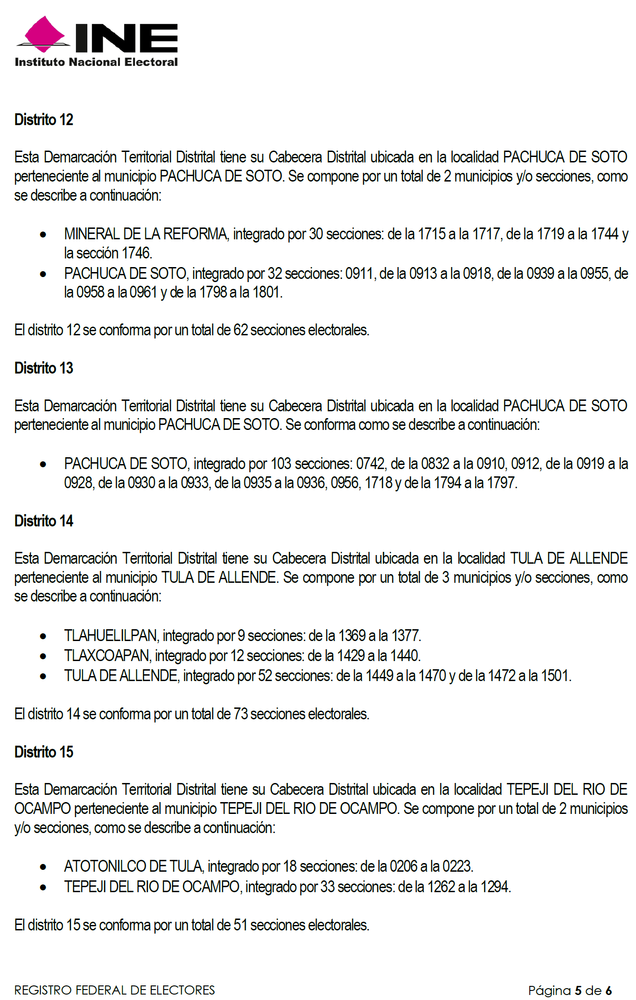 INE
Instituto Nacional Electoral
Distrito 12
Esta Demarcación Territorial Distrital tiene su Cabecera Distrital ubicada en la localidad PACHUCA DE SOTO
perteneciente al municipio PACHUCA DE SOTO. Se compone por un total de 2 municipios y/o secciones, como
se describe a continuación:
• MINERAL DE LA REFORMA, integrado por 30 secciones: de la 1715 a la 1717, de la 1719 a la 1744 y
la sección 1746.
• PACHUCA DE SOTO, integrado por 32 secciones: 0911, de la 0913 a la 0918, de la 0939 a la 0955, de
la 0958 a la 0961 y de la 1798 a la 1801.
El distrito 12 se conforma por un total de 62 secciones electorales.
Distrito 13
Esta Demarcación Territorial Distrital tiene su Cabecera Distrital ubicada en la localidad PACHUCA DE SOTO
perteneciente al municipio PACHUCA DE SOTO. Se conforma como se describe a continuación:
• PACHUCA DE SOTO, integrado por 103 secciones: 0742, de la 0832 a la 0910, 0912, de la 0919 a la
0928, de la 0930 a la 0933, de la 0935 a la 0936, 0956, 1718 y de la 1794 a la 1797.
Distrito 14
Esta Demarcación Territorial Distrital tiene su Cabecera Distrital ubicada en la localidad TULA DE ALLENDE
perteneciente al municipio TULA DE ALLENDE. Se compone por un total de 3 municipios y/o secciones, como
se describe a continuación:
• TLAHUELILPAN, integrado por 9 secciones: de la 1369 a la 1377.
• TLAXCOAPAN, integrado por 12 secciones: de la 1429 a la 1440.
• TULA DE ALLENDE, integrado por 52 secciones: de la 1449 a la 1470 y de la 1472 a la 1501.
El distrito 14 se conforma por un total de 73 secciones electorales.
Distrito 15
Esta Demarcación Territorial Distrital tiene su Cabecera Distrital ubicada en la localidad TEPEJI DEL RIO DE
OCAMPO perteneciente al municipio TEPEJI DEL RIO DE OCAMPO. Se compone por un total de 2 municipios
y/o secciones, como se describe a continuación:
• ATOTONILCO DE TULA, integrado por 18 secciones: de la 0206 a la 0223.
• TEPEJI DEL RIO DE OCAMPO, integrado por 33 secciones: de la 1262 a la 1294.
El distrito 15 se conforma por un total de 51 secciones electorales.
REGISTRO FEDERAL DE ELECTORES
Página 5 de 6